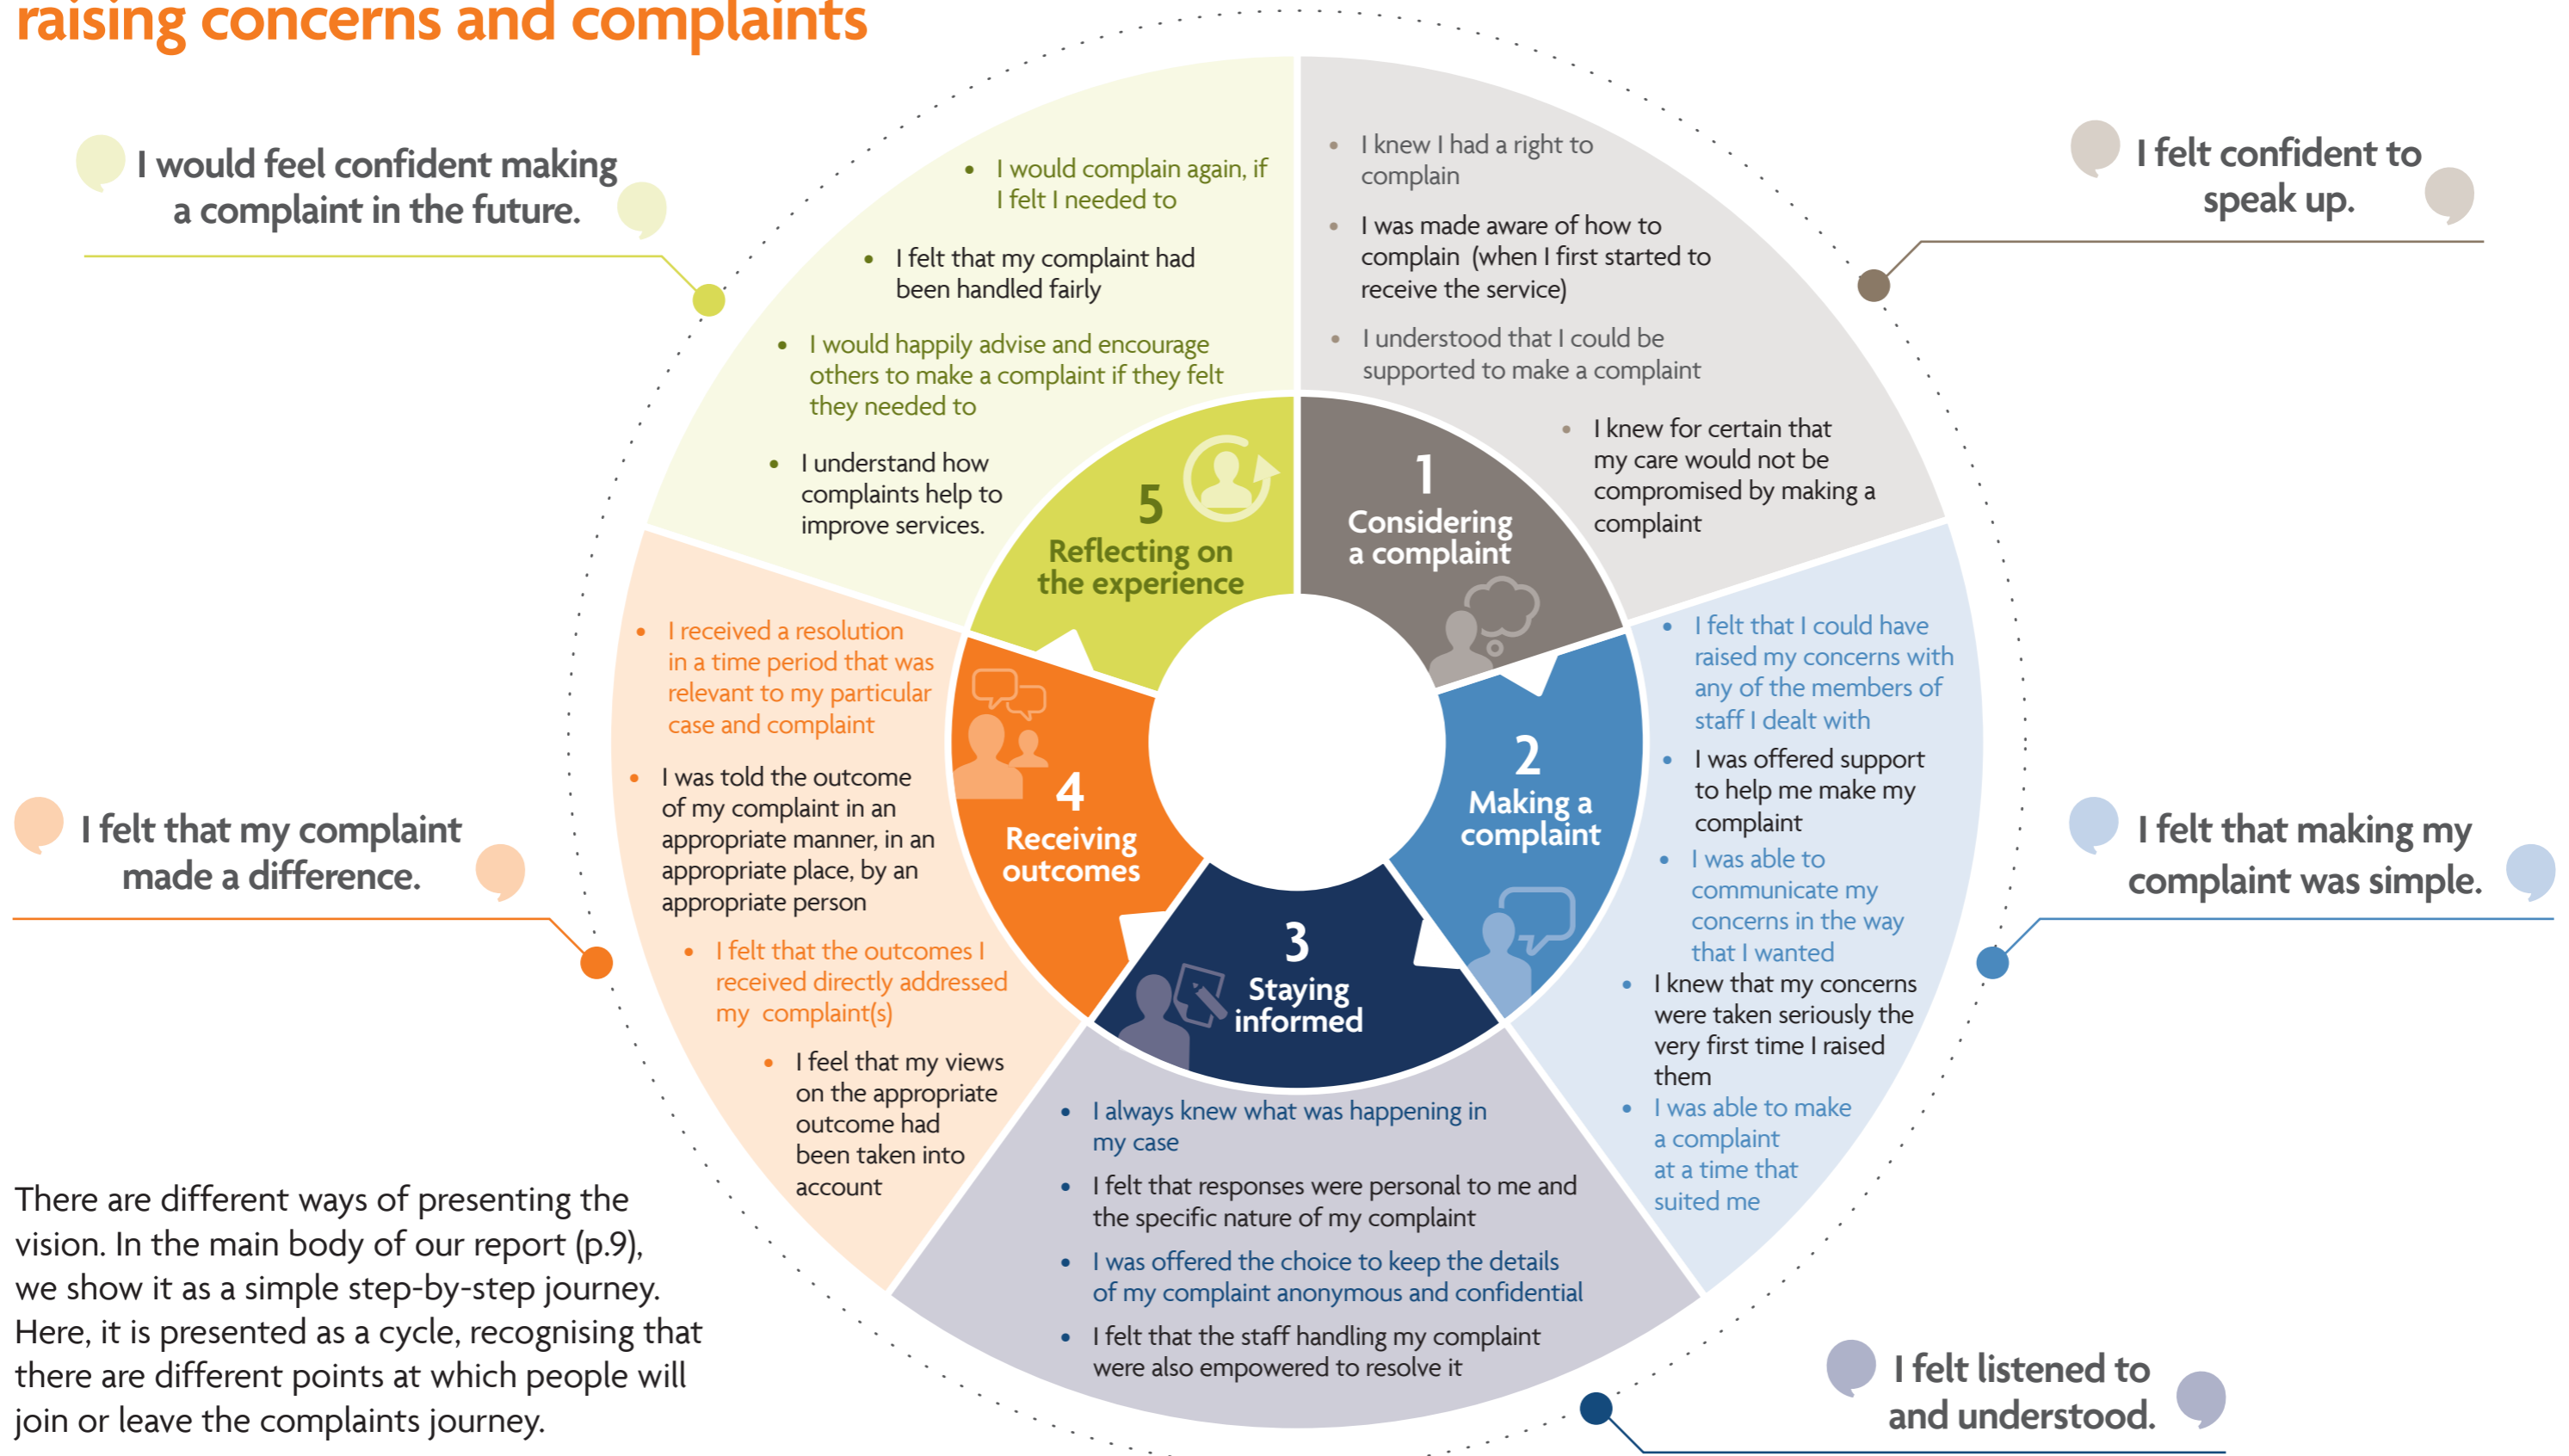 raising concerns and complaints
I felt confident to
speak up.
1
Considering
a complaint
• I knew I had a right to
complain
• I was made aware of how to
complain (when I first started to
receive the service)
• I understood that I could be
supported to make a complaint
• I knew for certain that
my care would not be
compromised by making a
complaint
I felt that making my
complaint was simple.
2
Making a
complaint
• I felt that I could have
raised my concerns with
any of the members of
staff I dealt with
• I was offered support
to help me make my
complaint
• I was able to
communicate my
concerns in the way
that I wanted
• I knew that my concerns
were taken seriously the
very first time I raised
them
• I was able to make
a complaint
at a time that
suited me
I felt listened to
and understood.
3
Staying
informed
• I always knew what was happening in
my case
• I felt that responses were personal to me and
the specific nature of my complaint
• I was offered the choice to keep the details
of my complaint anonymous and confidential
• I felt that the staff handling my complaint
were also empowered to resolve it
I felt that my complaint
made a difference.
4
Receiving
outcomes
• I received a resolution
in a time period that was
relevant to my particular
case and complaint
• I was told the outcome
of my complaint in an
appropriate manner, in an
appropriate place, by an
appropriate person
• I felt that the outcomes I
received directly addressed
my complaint(s)
• I feel that my views
on the appropriate
outcome had
been taken into
account
I would feel confident making
a complaint in the future.
5
Reflecting on
the experience
• I would complain again, if
I felt I needed to
• I felt that my complaint had
been handled fairly
• I would happily advise and encourage
others to make a complaint if they felt
they needed to
• I understand how
complaints help to
improve services.
There are different ways of presenting the
vision. In the main body of our report (p.9),
we show it as a simple step-by-step journey.
Here, it is presented as a cycle, recognising that
there are different points at which people will
join or leave the complaints journey.